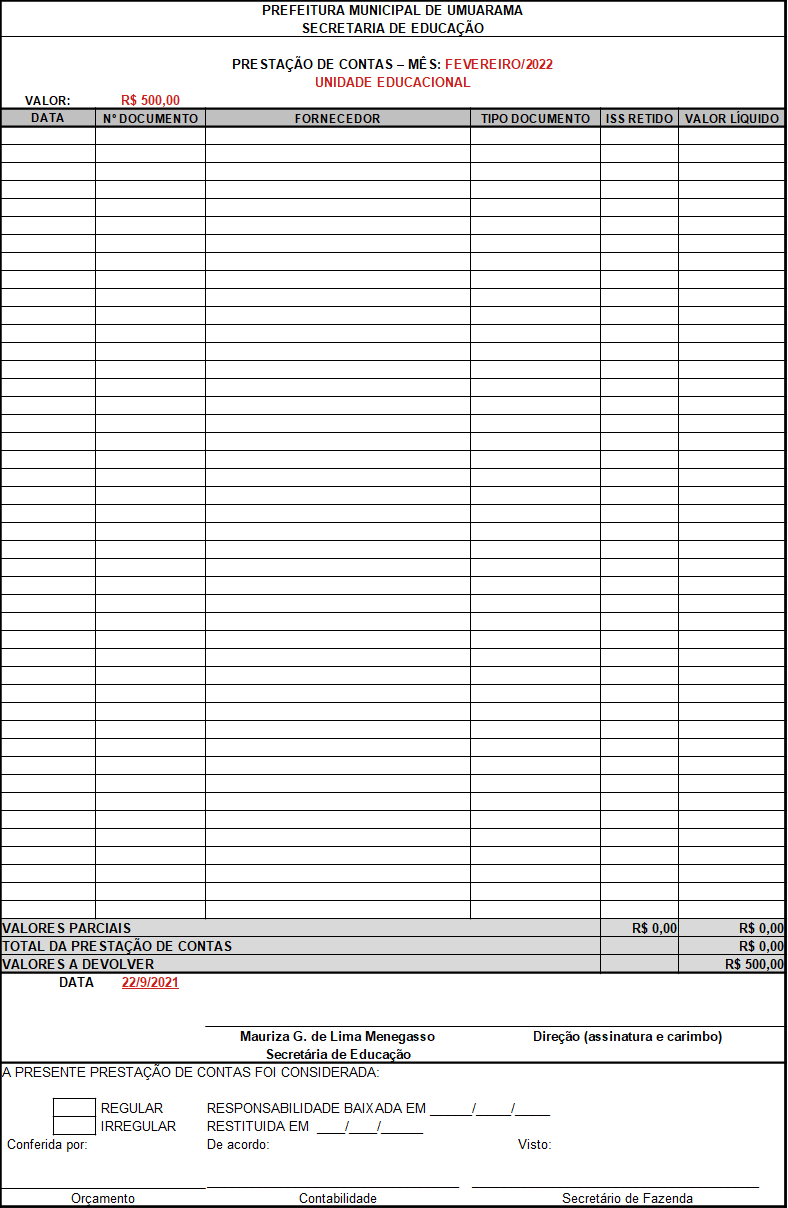 PREFEITURA MUNICIPAL DE UMUARAMA
SECRETARIA DE EDUCAÇÃO
PRESTAÇÃO DE CONTAS – MÊS: FEVEREIRO/2022
UNIDADE EDUCACIONAL
VALOR: R$ 500,00
DATA Nº DOCUMENTO FORNECEDOR TIPO DOCUMENTO ISS RETIDO VALOR LÍQUIDO
VALORES PARCIAIS R$ 0,00 R$ 0,00
TOTAL DA PRESTAÇÃO DE CONTAS R$ 0,00
VALORES A DEVOLVER R$ 500,00
DATA 22/9/2021
Mauriza G. de Lima Menegasso Direção (assinatura e carimbo)
Secretária de Educação
A PRESENTE PRESTAÇÃO DE CONTAS FOI CONSIDERADA:
REGULAR RESPONSABILIDADE BAIXADA EM ______/_____/_____
IRREGULAR RESTITUIDA EM ____/____/______
Conferida por: De acordo: Visto:
Orçamento Contabilidade Secretário de Fazenda